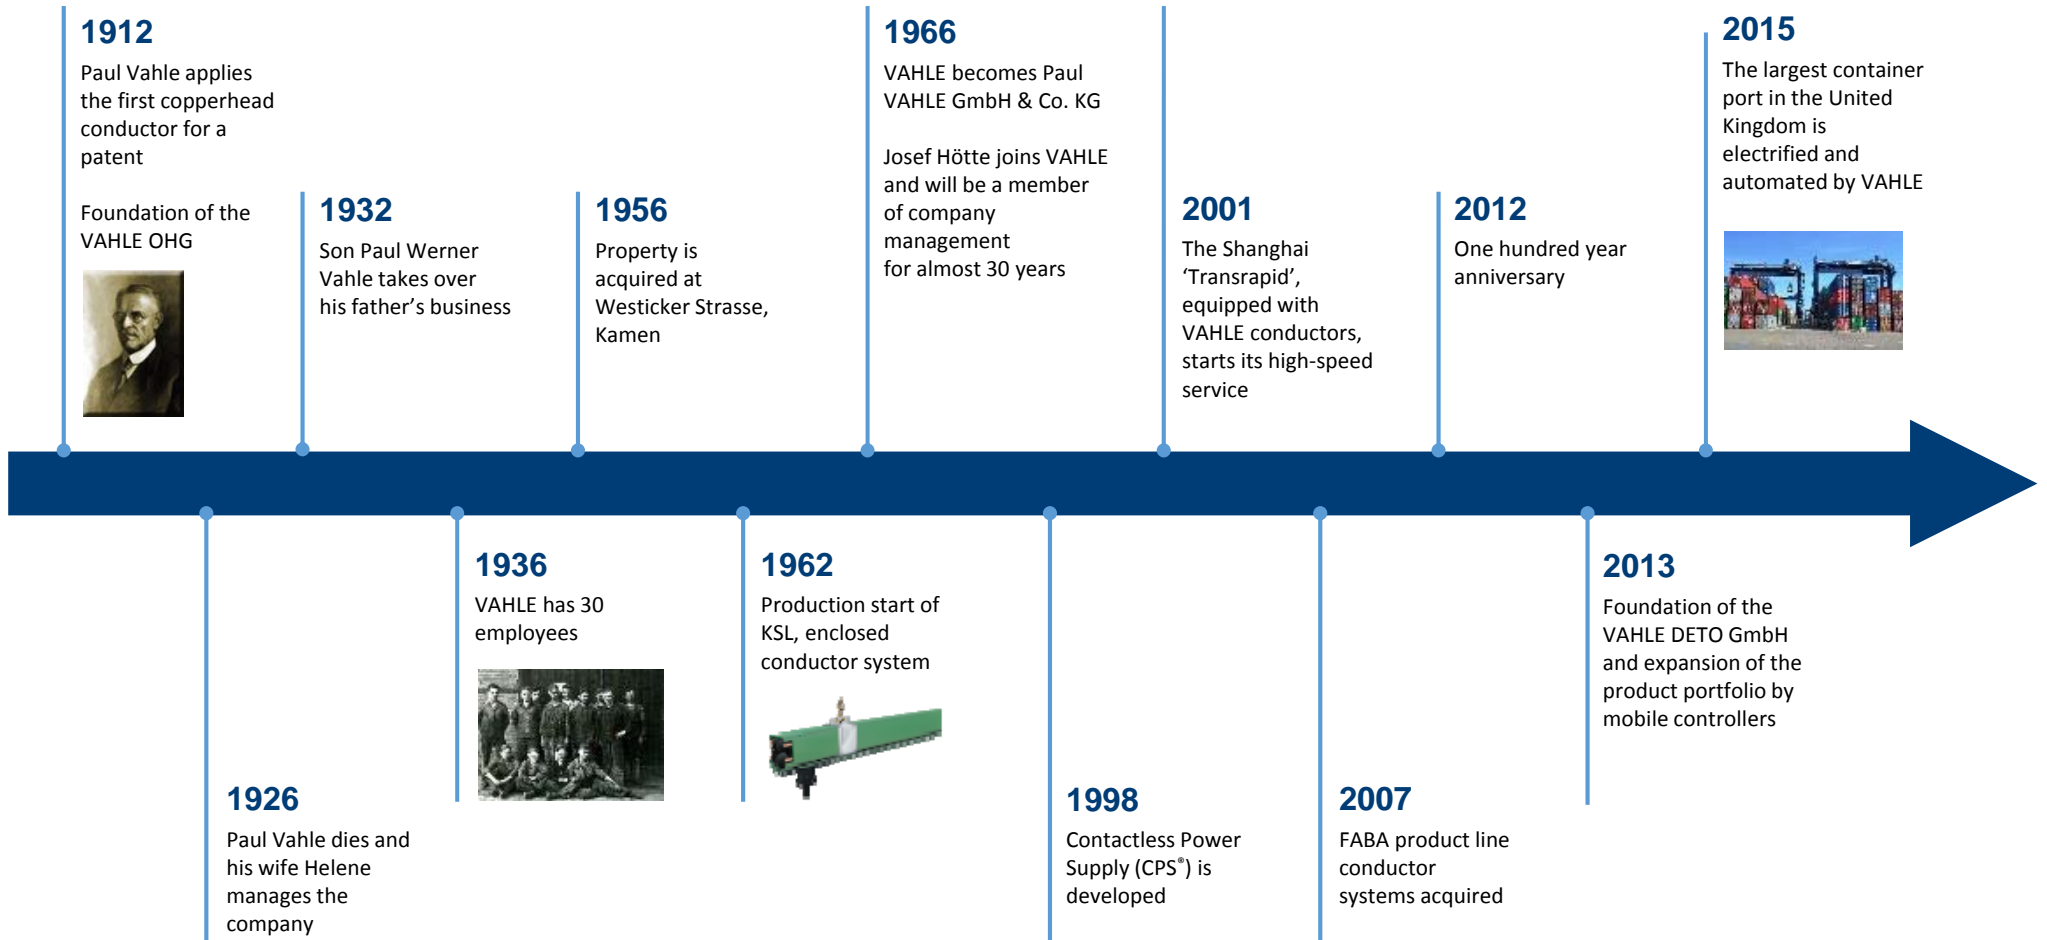 1912
Paul Vahle applies
the first copperhead
conductor for a
patent
Foundation of the
VAHLE OHG
1932
Son Paul Werner
Vahle takes over
his father’s business
1956
Property is
acquired at
Westicker Strasse,
Kamen
1966
VAHLE becomes Paul
VAHLE GmbH & Co. KG
Josef Hötte joins VAHLE
and will be a member
of company
management
for almost 30 years
2001
The Shanghai
‘Transrapid’,
equipped with
VAHLE conductors,
starts its high-speed
service
2012
One hundred year
anniversary
2015
The largest container
port in the United
Kingdom is
electrified and
automated by VAHLE
1926
Paul Vahle dies and
his wife Helene
manages the
company
1936
VAHLE has 30
employees
1962
Production start of
KSL, enclosed
conductor system
1998
Contactless Power
Supply (CPS®) is
developed
2007
FABA product line
conductor
systems acquired
2013
Foundation of the
VAHLE DETO GmbH
and expansion of the
product portfolio by
mobile controllers